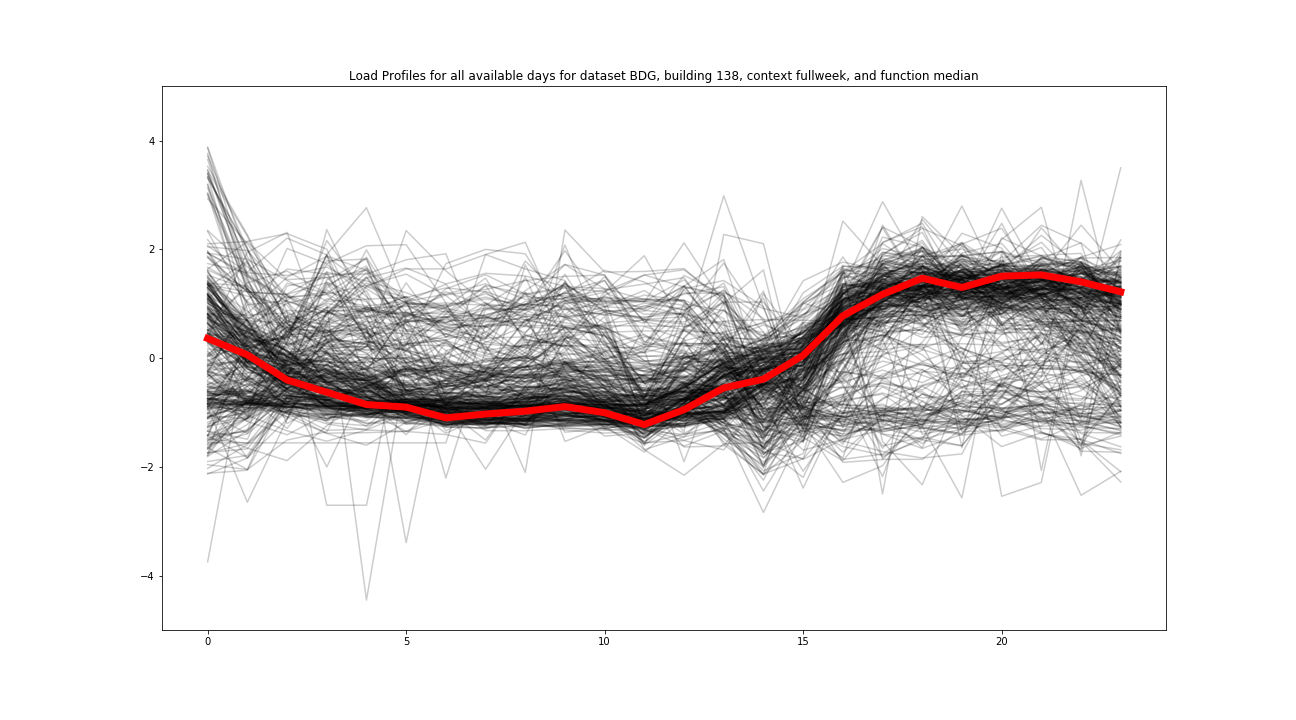 Load Profiles for all available days for dataset BDG, building 138, context fullweek, and function median
4
2
0
−2
−4
0 5 10 15 20